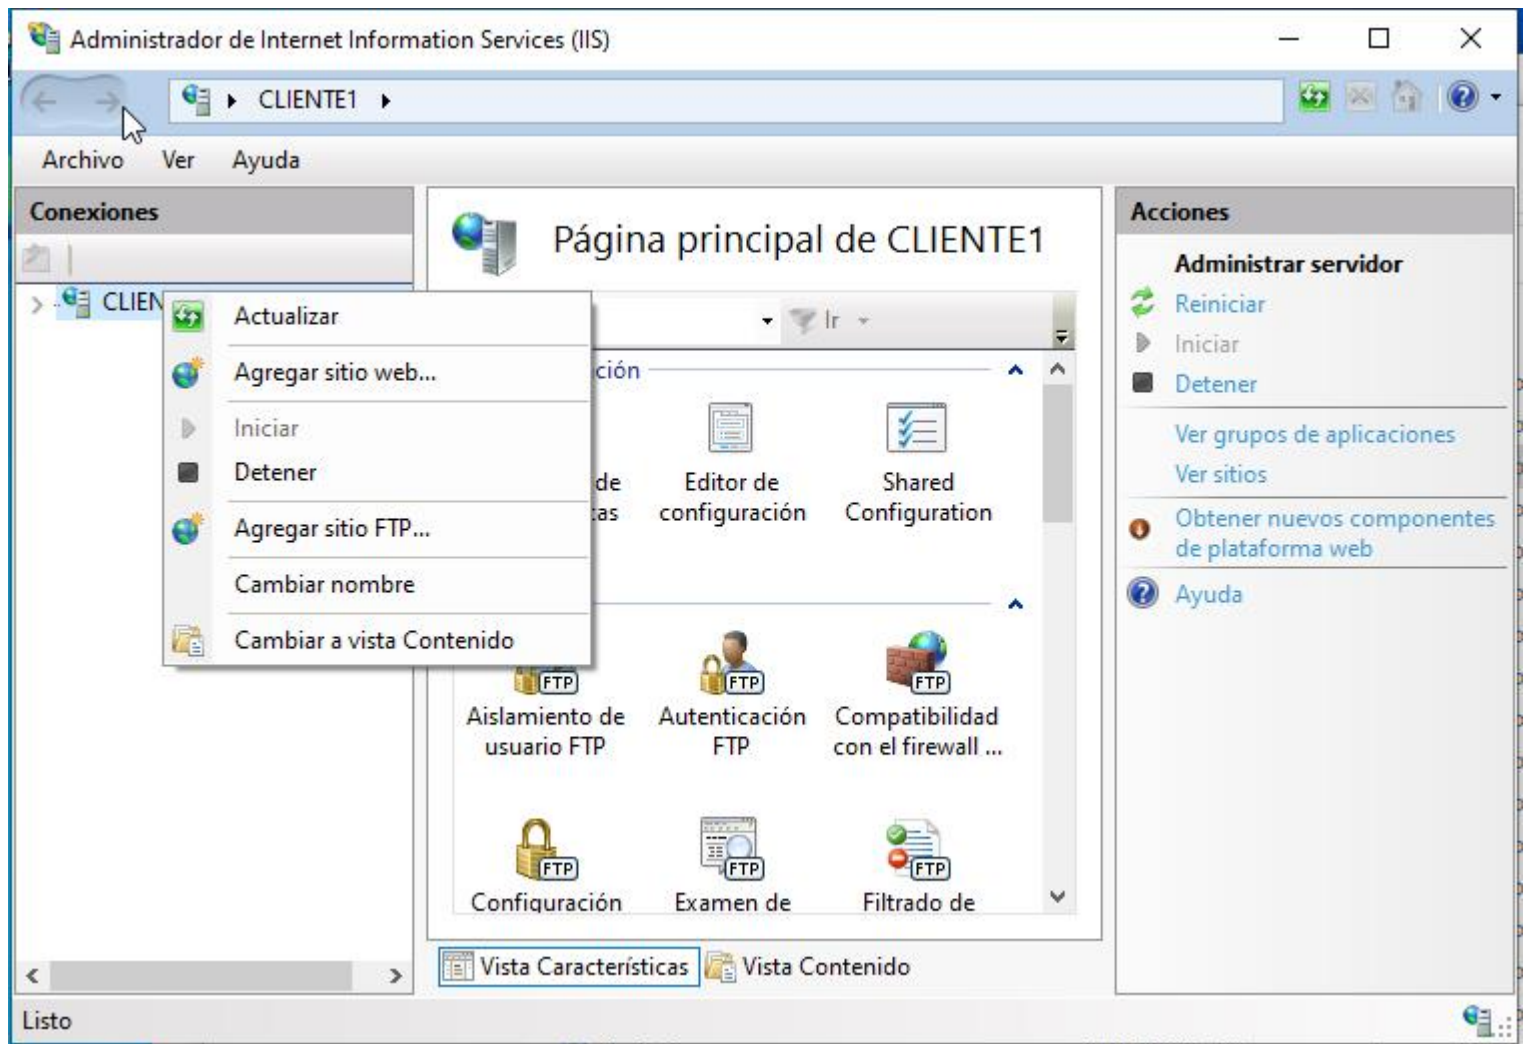 Administrador de Internet Information Services (IIS)
CLIENTE1
Archivo Ver Ayuda
Conexiones
CLIEN
Actualizar
Agregar sitio web...
Iniciar
Detener
Agregar sitio FTP...
Cambiar nombre
Cambiar a vista Contenido
Página principal de CLIENTE1
Ir
ción
de
as
Editor de
configuración
Shared
Configuration
FTP
Aislamiento de
usuario FTP
FTP
Autenticación
FTP
FTP
Compatibilidad
con el firewall ...
FTP
Configuración
FTP
Examen de
FTP
Filtrado de
Vista Características
Vista Contenido
Acciones
Administrar servidor
Reiniciar
Iniciar
Detener
Ver grupos de aplicaciones
Ver sitios
Obtener nuevos componentes
de plataforma web
Ayuda
Listo